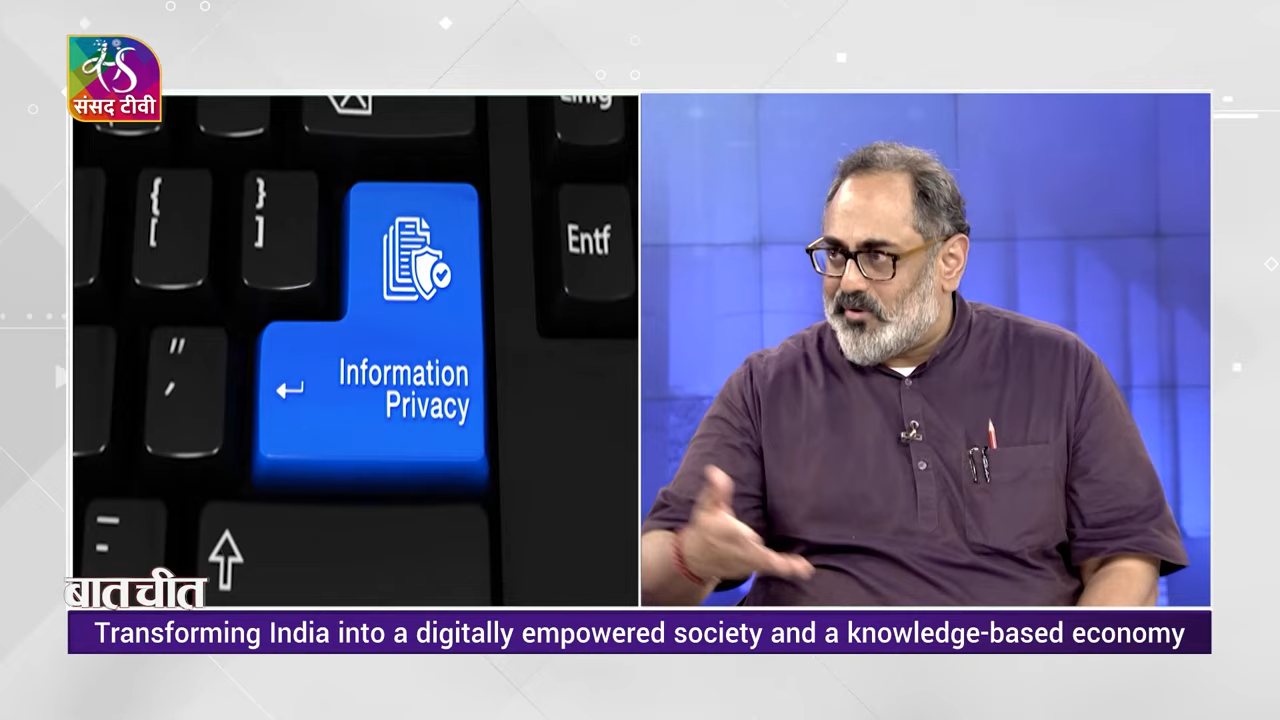 संसद टीवी
{
[
}
]
Entf
"
'
Information
Privacy
-
-
बातचीत
Transforming India into a digitally empowered society and a knowledge-based economy